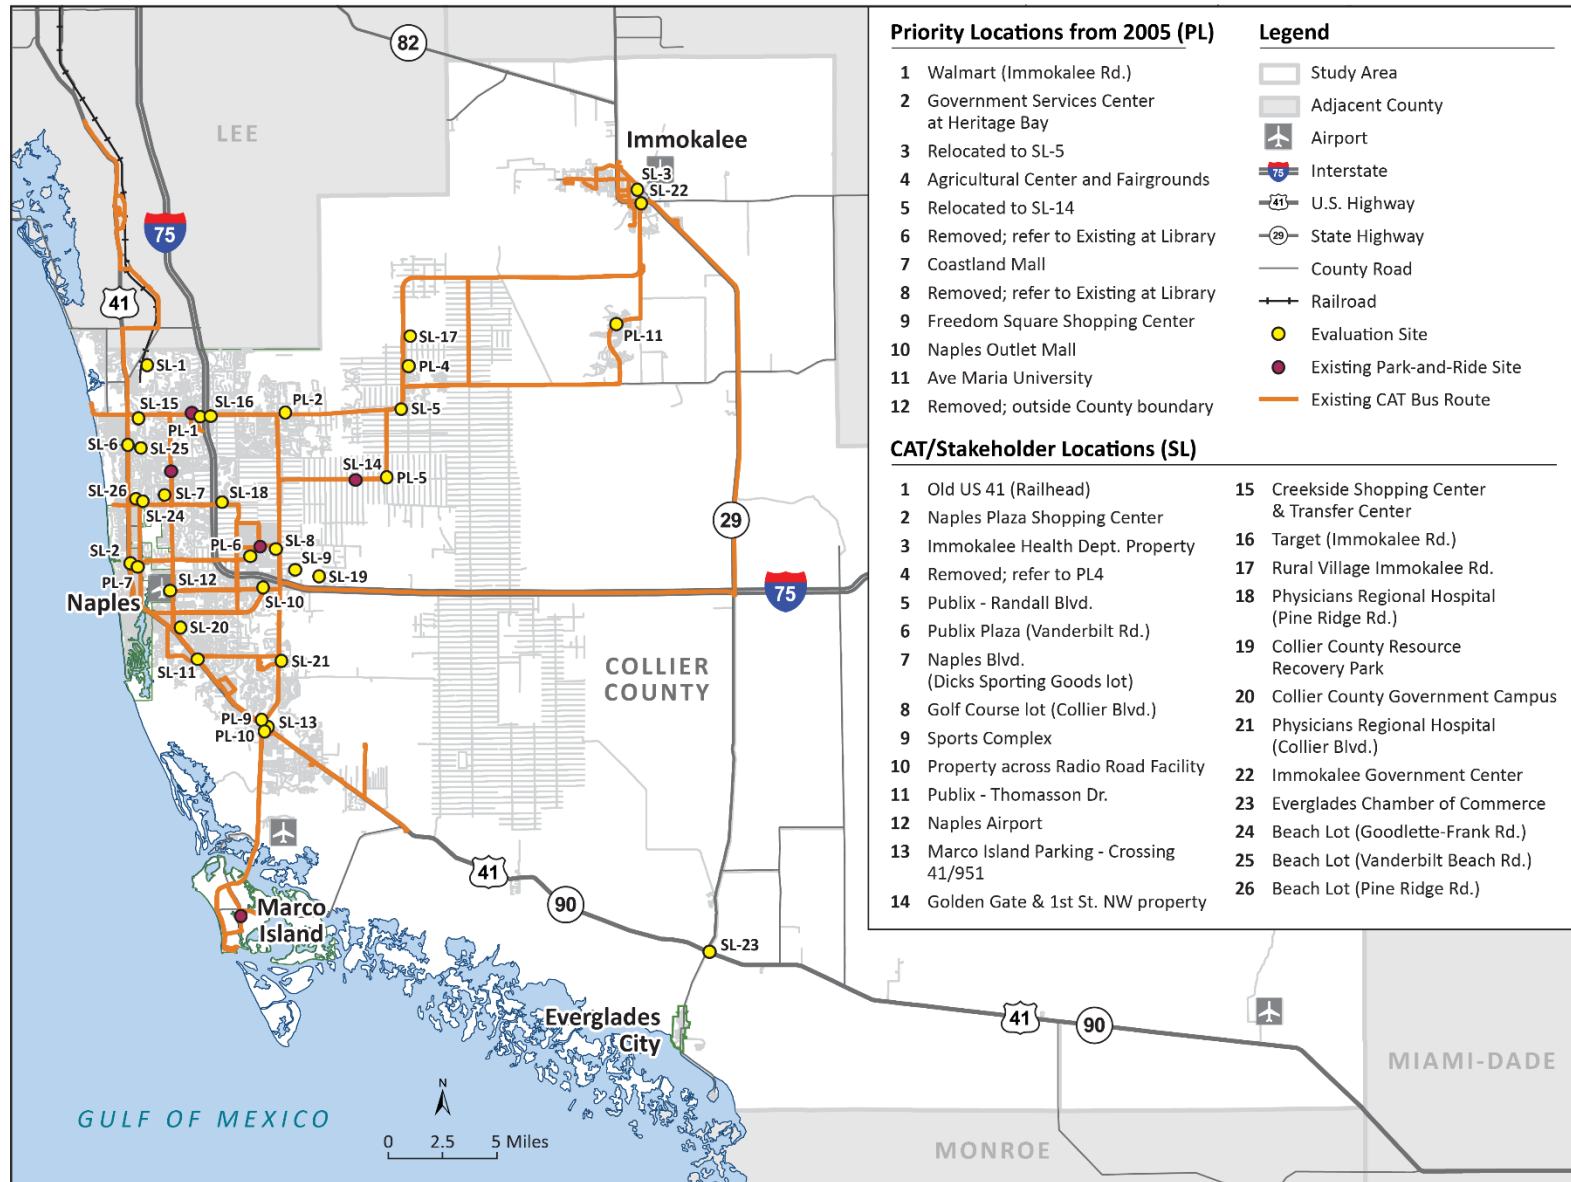 82
LEE
Immokalee
SL-3
SL-22
75
41
SL-17
PL-11
PL-4
SL-1
SL-15
SL-16
PL-2
SL-5
PL-1
SL-6
SL-25
SL-14
PL-5
SL-26
SL-7
SL-18
SL-24
29
PL-6
SL-8
SL-2
SL-9
SL-19
PL-7
SL-12
75
Naples
SL-10
SL-20
SL-21
SL-11
COLLIER
COUNTY
PL-9
SL-13
PL-10
41
90
Marco
Island
SL-23
Everglades
City
41
90
MIAMI-DADE
GULF OF MEXICO
N
0 2.5 5 Miles
MONROE
Priority Locations from 2005 (PL)
1 Walmart (Immokalee Rd.)
2 Government Services Center
at Heritage Bay
3 Relocated to SL-5
4 Agricultural Center and Fairgrounds
5 Relocated to SL-14
6 Removed; refer to Existing at Library
7 Coastland Mall
8 Removed; refer to Existing at Library
9 Freedom Square Shopping Center
10 Naples Outlet Mall
11 Ave Maria University
12 Removed; outside County boundary
Legend
Study Area
Adjacent County
Airport
75 Interstate
41 U.S. Highway
29 State Highway
County Road
Railroad
Evaluation Site
Existing Park-and-Ride Site
Existing CAT Bus Route
CAT/Stakeholder Locations (SL)
1 Old US 41 (Railhead)
2 Naples Plaza Shopping Center
3 Immokalee Health Dept. Property
4 Removed; refer to PL4
5 Publix - Randall Blvd.
6 Publix Plaza (Vanderbilt Rd.)
7 Naples Blvd.
(Dicks Sporting Goods lot)
8 Golf Course lot (Collier Blvd.)
9 Sports Complex
10 Property across Radio Road Facility
11 Publix - Thomasson Dr.
12 Naples Airport
13 Marco Island Parking - Crossing
41/951
14 Golden Gate & 1st St. NW property
15 Creekside Shopping Center
& Transfer Center
16 Target (Immokalee Rd.)
17 Rural Village Immokalee Rd.
18 Physicians Regional Hospital
(Pine Ridge Rd.)
19 Collier County Resource
Recovery Park
20 Collier County Government Campus
21 Physicians Regional Hospital
(Collier Blvd.)
22 Immokalee Government Center
23 Everglades Chamber of Commerce
24 Beach Lot (Goodlette-Frank Rd.)
25 Beach Lot (Vanderbilt Beach Rd.)
26 Beach Lot (Pine Ridge Rd.)